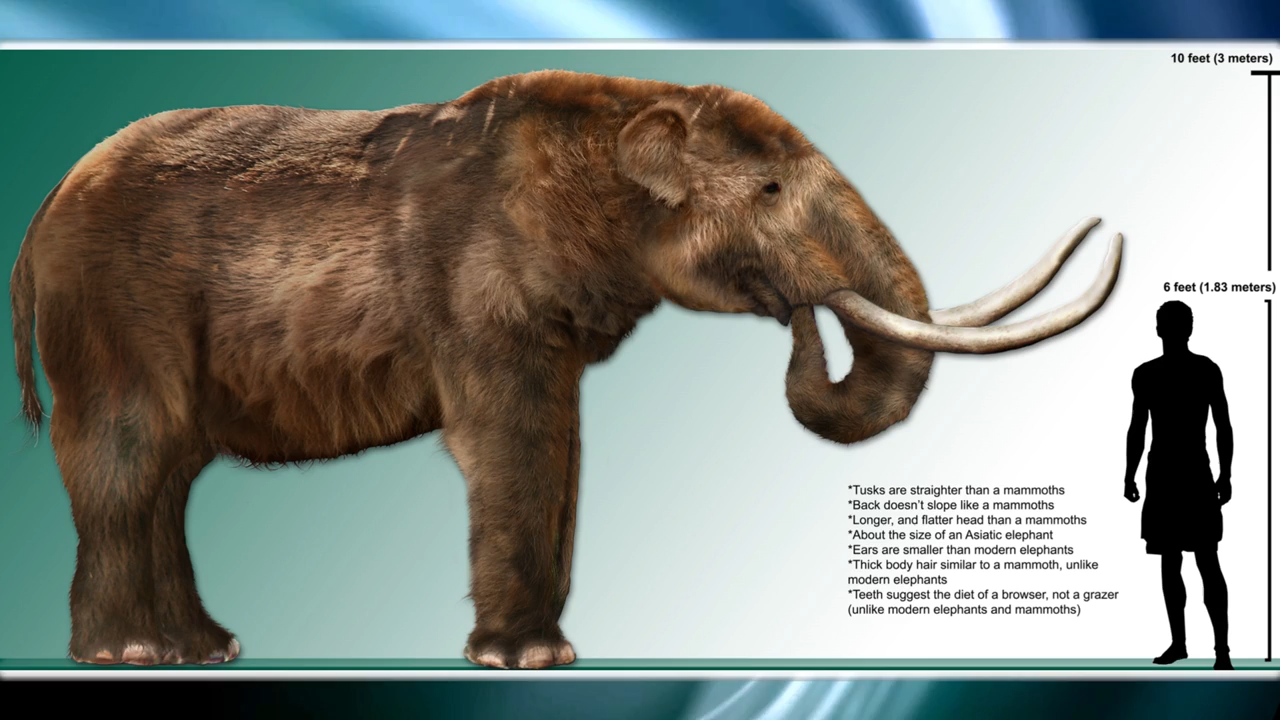 10 feet (3 meters)
6 feet (1.83 meters)
*Tusks are straighter than a mammoths
*Back doesn't slope like a mammoths
*Longer, and flatter head than a mammoths
*About the size of an Asiatic elephant
*Ears are smaller than modern elephants
*Thick body hair similar to a mammoth, unlike
modern elephants
*Teeth suggest the diet of a browser, not a grazer
(unlike modern elephants and mammoths)